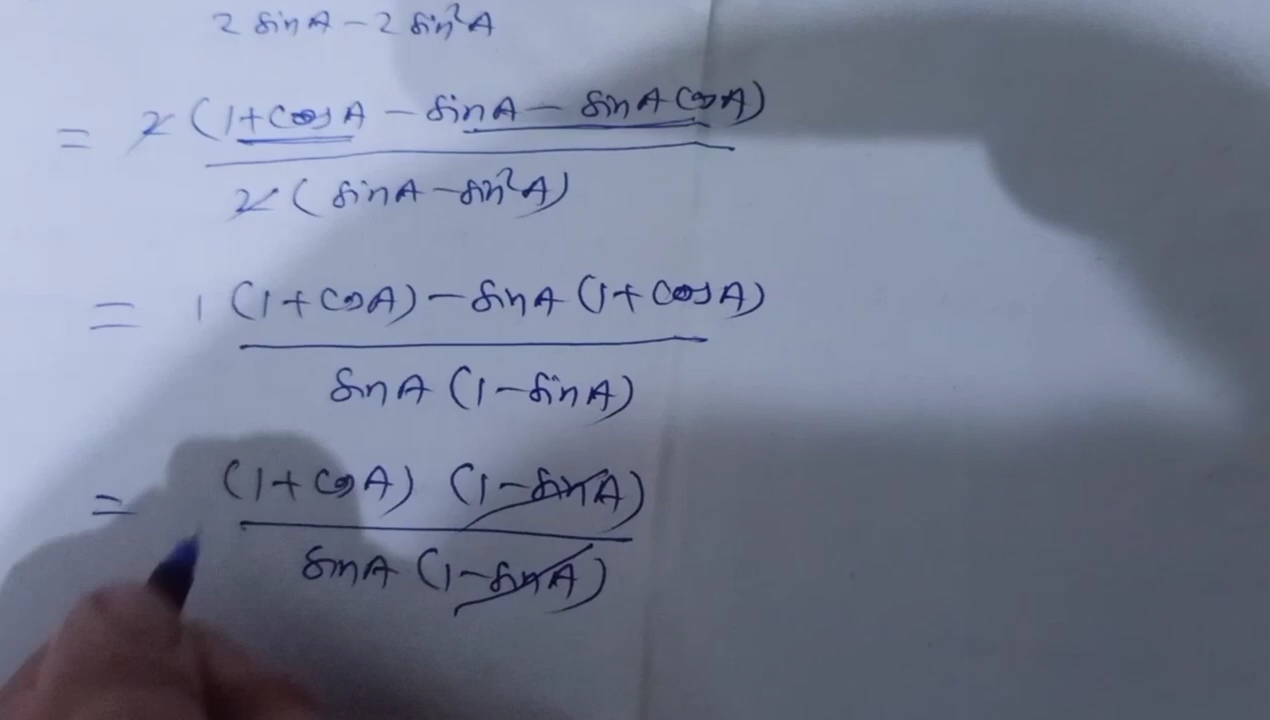 2 sinA - 2 sin²A
= 2 (1 + cosA - sinA - sinA cosA)
2 ( sinA - sin²A)
= 1 (1 + cosA) - sinA (1 + cosA)
sinA (1 - sinA)
= (1 + cosA) (1 - sinA)
sinA (1 - sinA)